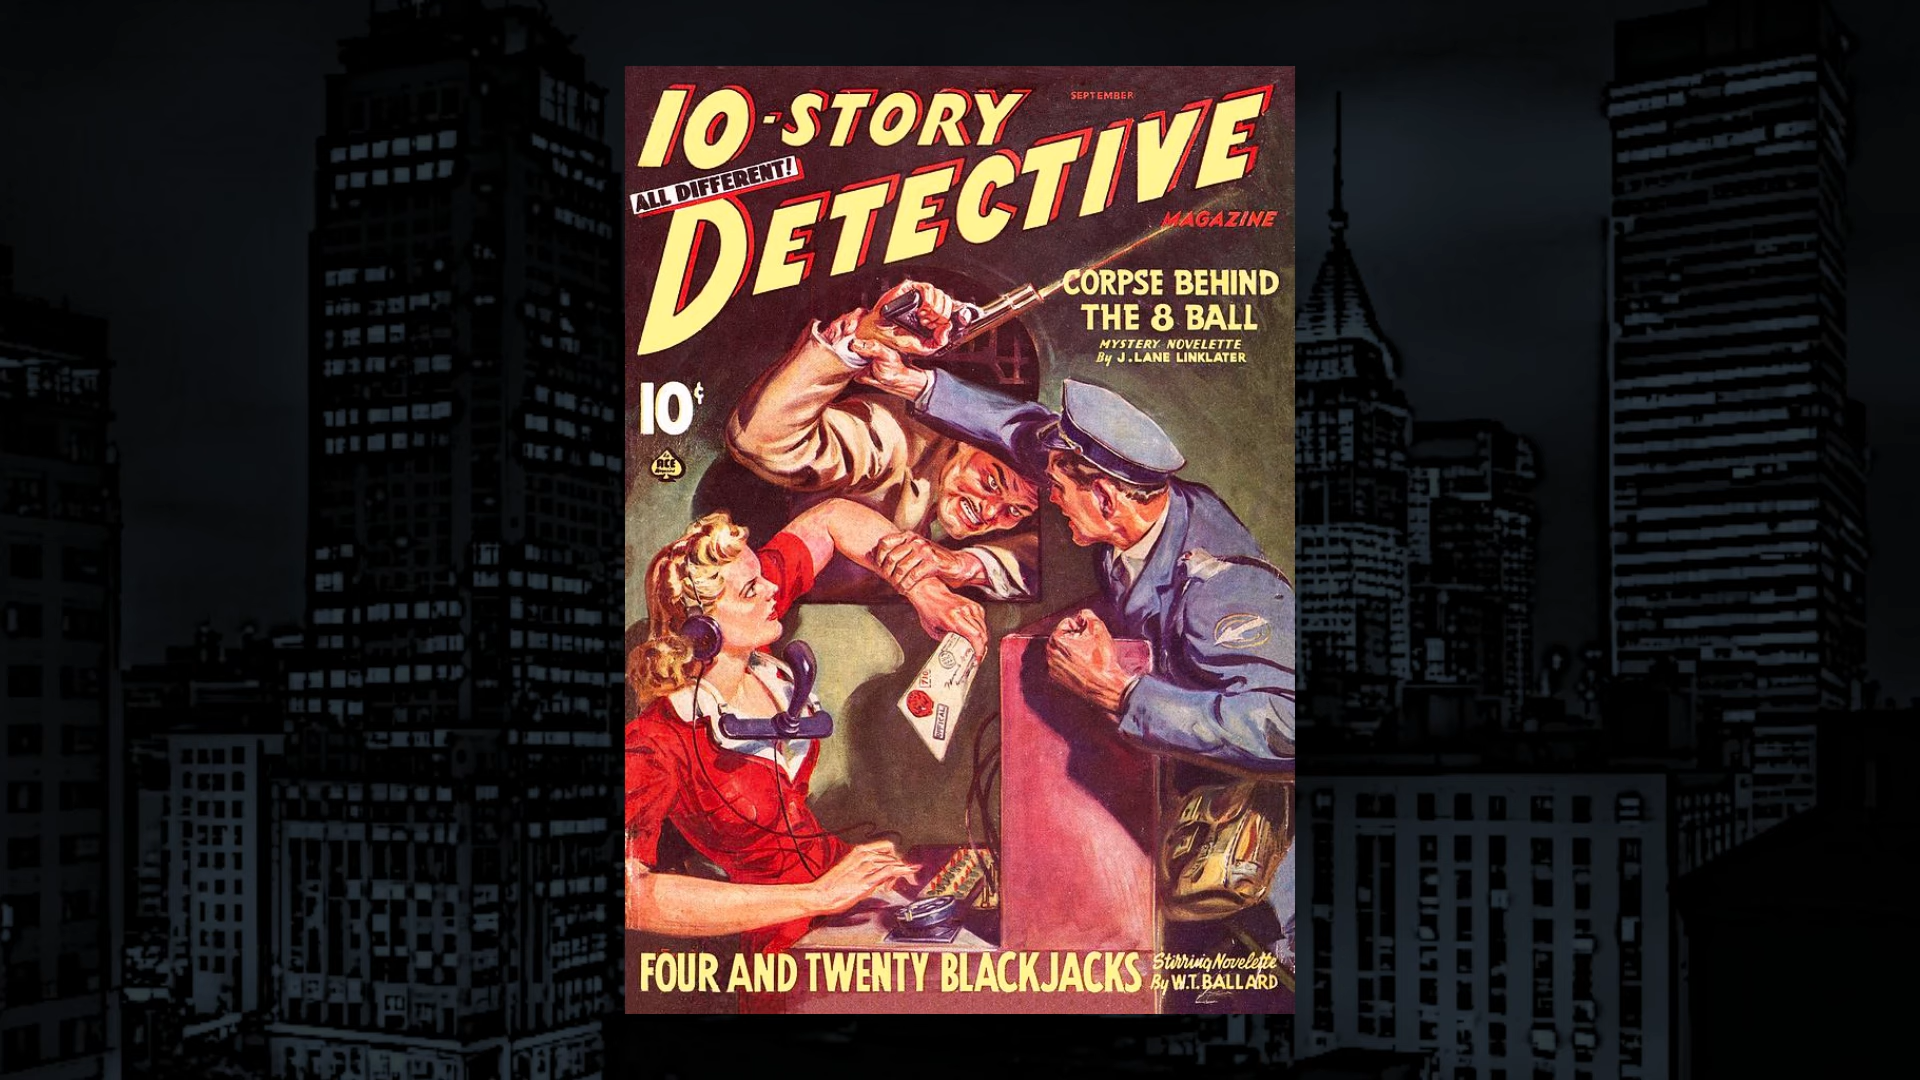 10-STORY
SEPTEMBER
ALL DIFFERENT!
DETECTIVE
MAGAZINE
CORPSE BEHIND
THE 8 BALL
MYSTERY NOVELETTE
By J. LANE LINKLATER
10¢
ACE
FOUR AND TWENTY BLACKJACKS
Stirring Novelette
By W.T. BALLARD